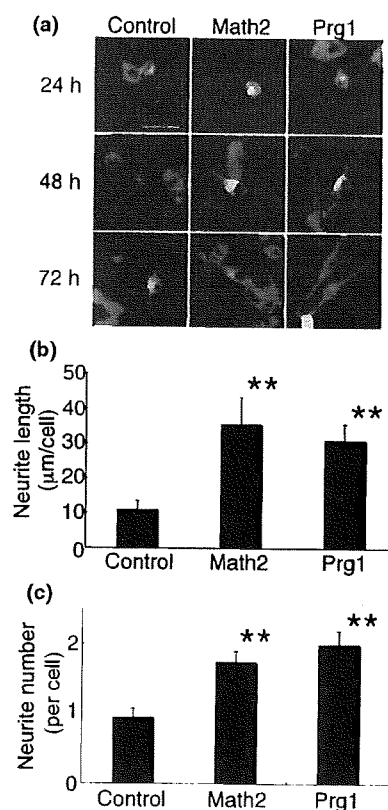 (a)
Control Math2 Prg1
24 h
48 h
72 h
(b)
Neurite length
(µm/cell)
50
40
30
20
10
0
**
**
Control Math2 Prg1
(c)
Neurite number
(per cell)
2
1
0
**
**
Control Math2 Prg1